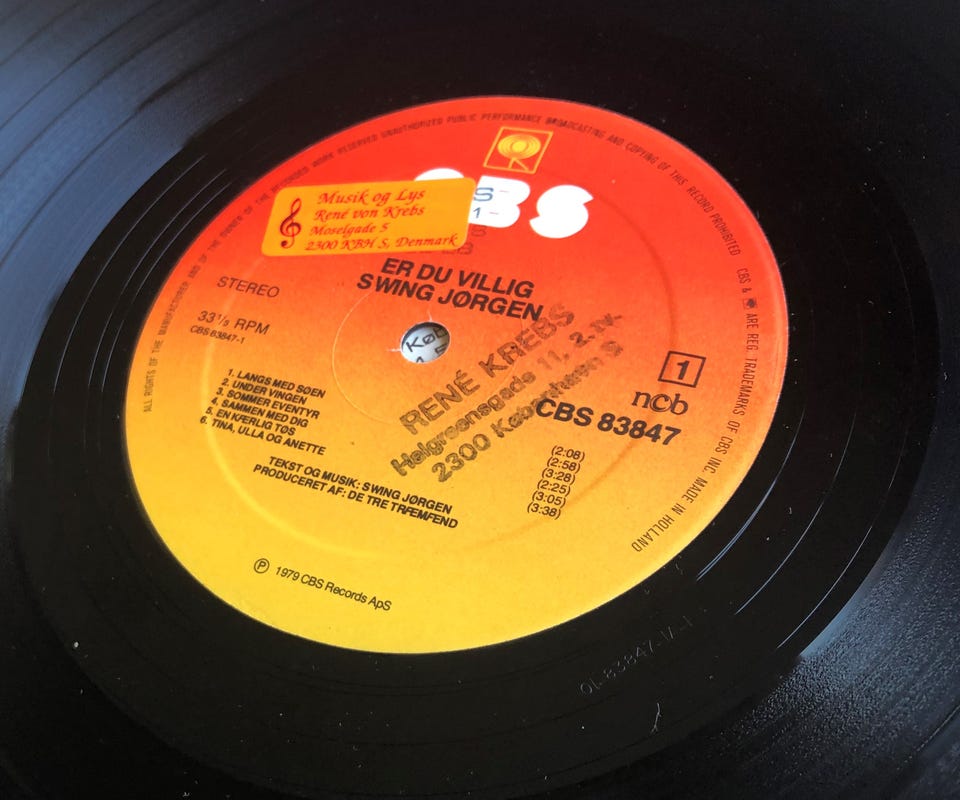 ALL RIGHTS OF THE MANUFACTURER AND OF THE OWNER OF THE RECORDED WORK RESERVED UNAUTHORIZED PUBLIC PERFORMANCE BROADCASTING AND COPYING OF THIS RECORD PROHIBITED
CBS & ARE REG. TRADEMARKS OF CBS INC. MADE IN HOLLAND
BS
Musik og Lys
René von Krebs
Moselgade 5
2300 KBH S, Denmark
ER DU VILLIG
SWING JØRGEN
STEREO
33 1/3 RPM
CBS 83847-1
1
ncb
CBS 83847
RENÉ KREBS
Helgroensgade 11, 2.tv.
2300 København S
1. LANGS MED SØEN (2:08)
2. UNDER VINGEN (2:58)
3. SOMMER EVENTYR (3:28)
4. SAMMEN MED DIG (2:25)
5. EN KÆRLIG TØS (3:05)
6. TINA, ULLA OG ANETTE (3:38)
TEKST OG MUSIK: SWING JØRGEN
PRODUCERET AF: DE TRE TRÆMÆND
℗ 1979 CBS Records ApS